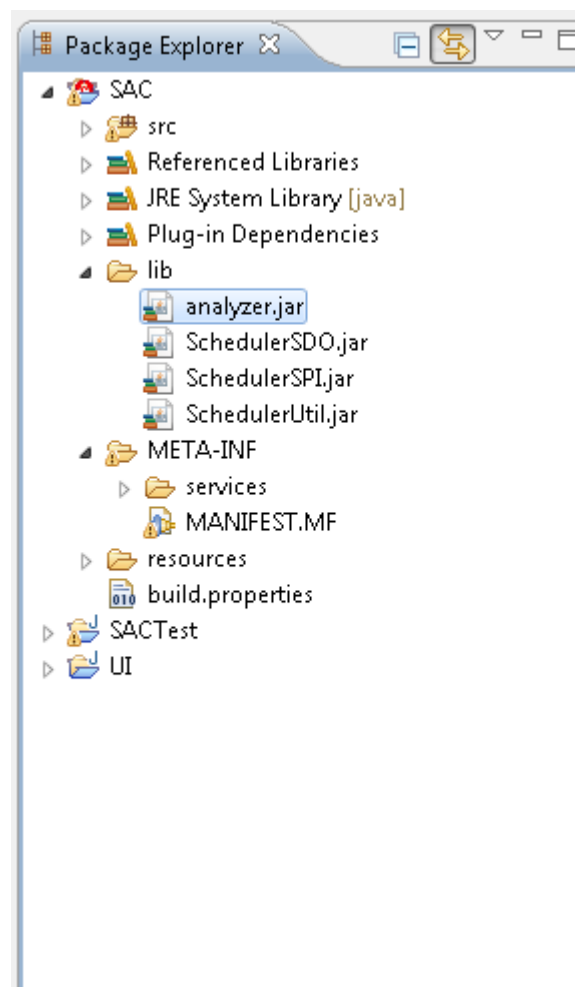 Package Explorer
SAC
src
Referenced Libraries
JRE System Library [java]
Plug-in Dependencies
lib
analyzer.jar
SchedulerSDO.jar
SchedulerSPI.jar
SchedulerUtil.jar
META-INF
services
MANIFEST.MF
resources
010
build.properties
SACTest
UI